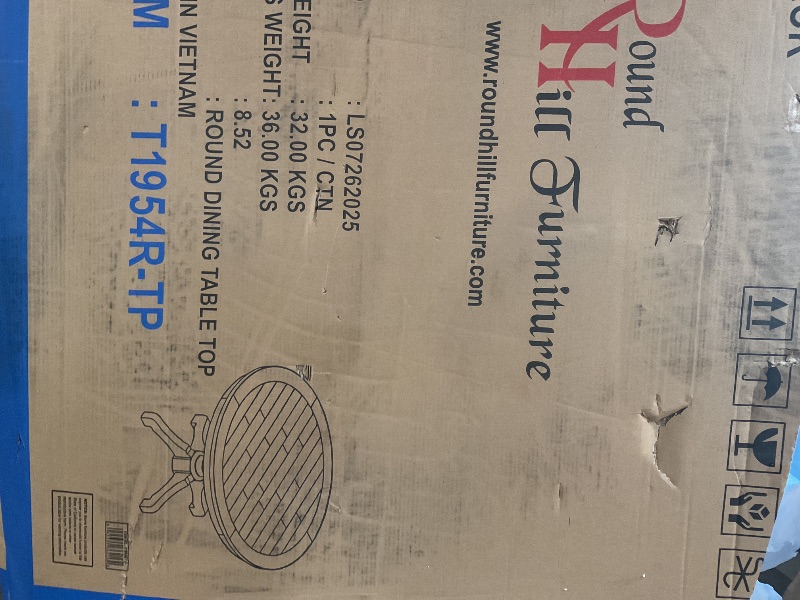 Round
Hill Furniture
www.roundhillfurniture.com
: LS07262025
: 1PC / CTN
EIGHT : 32,00 KGS
S WEIGHT: 36,00 KGS
: 8.52
: ROUND DINING TABLE TOP
IN VIETNAM
M : T1954R-TP